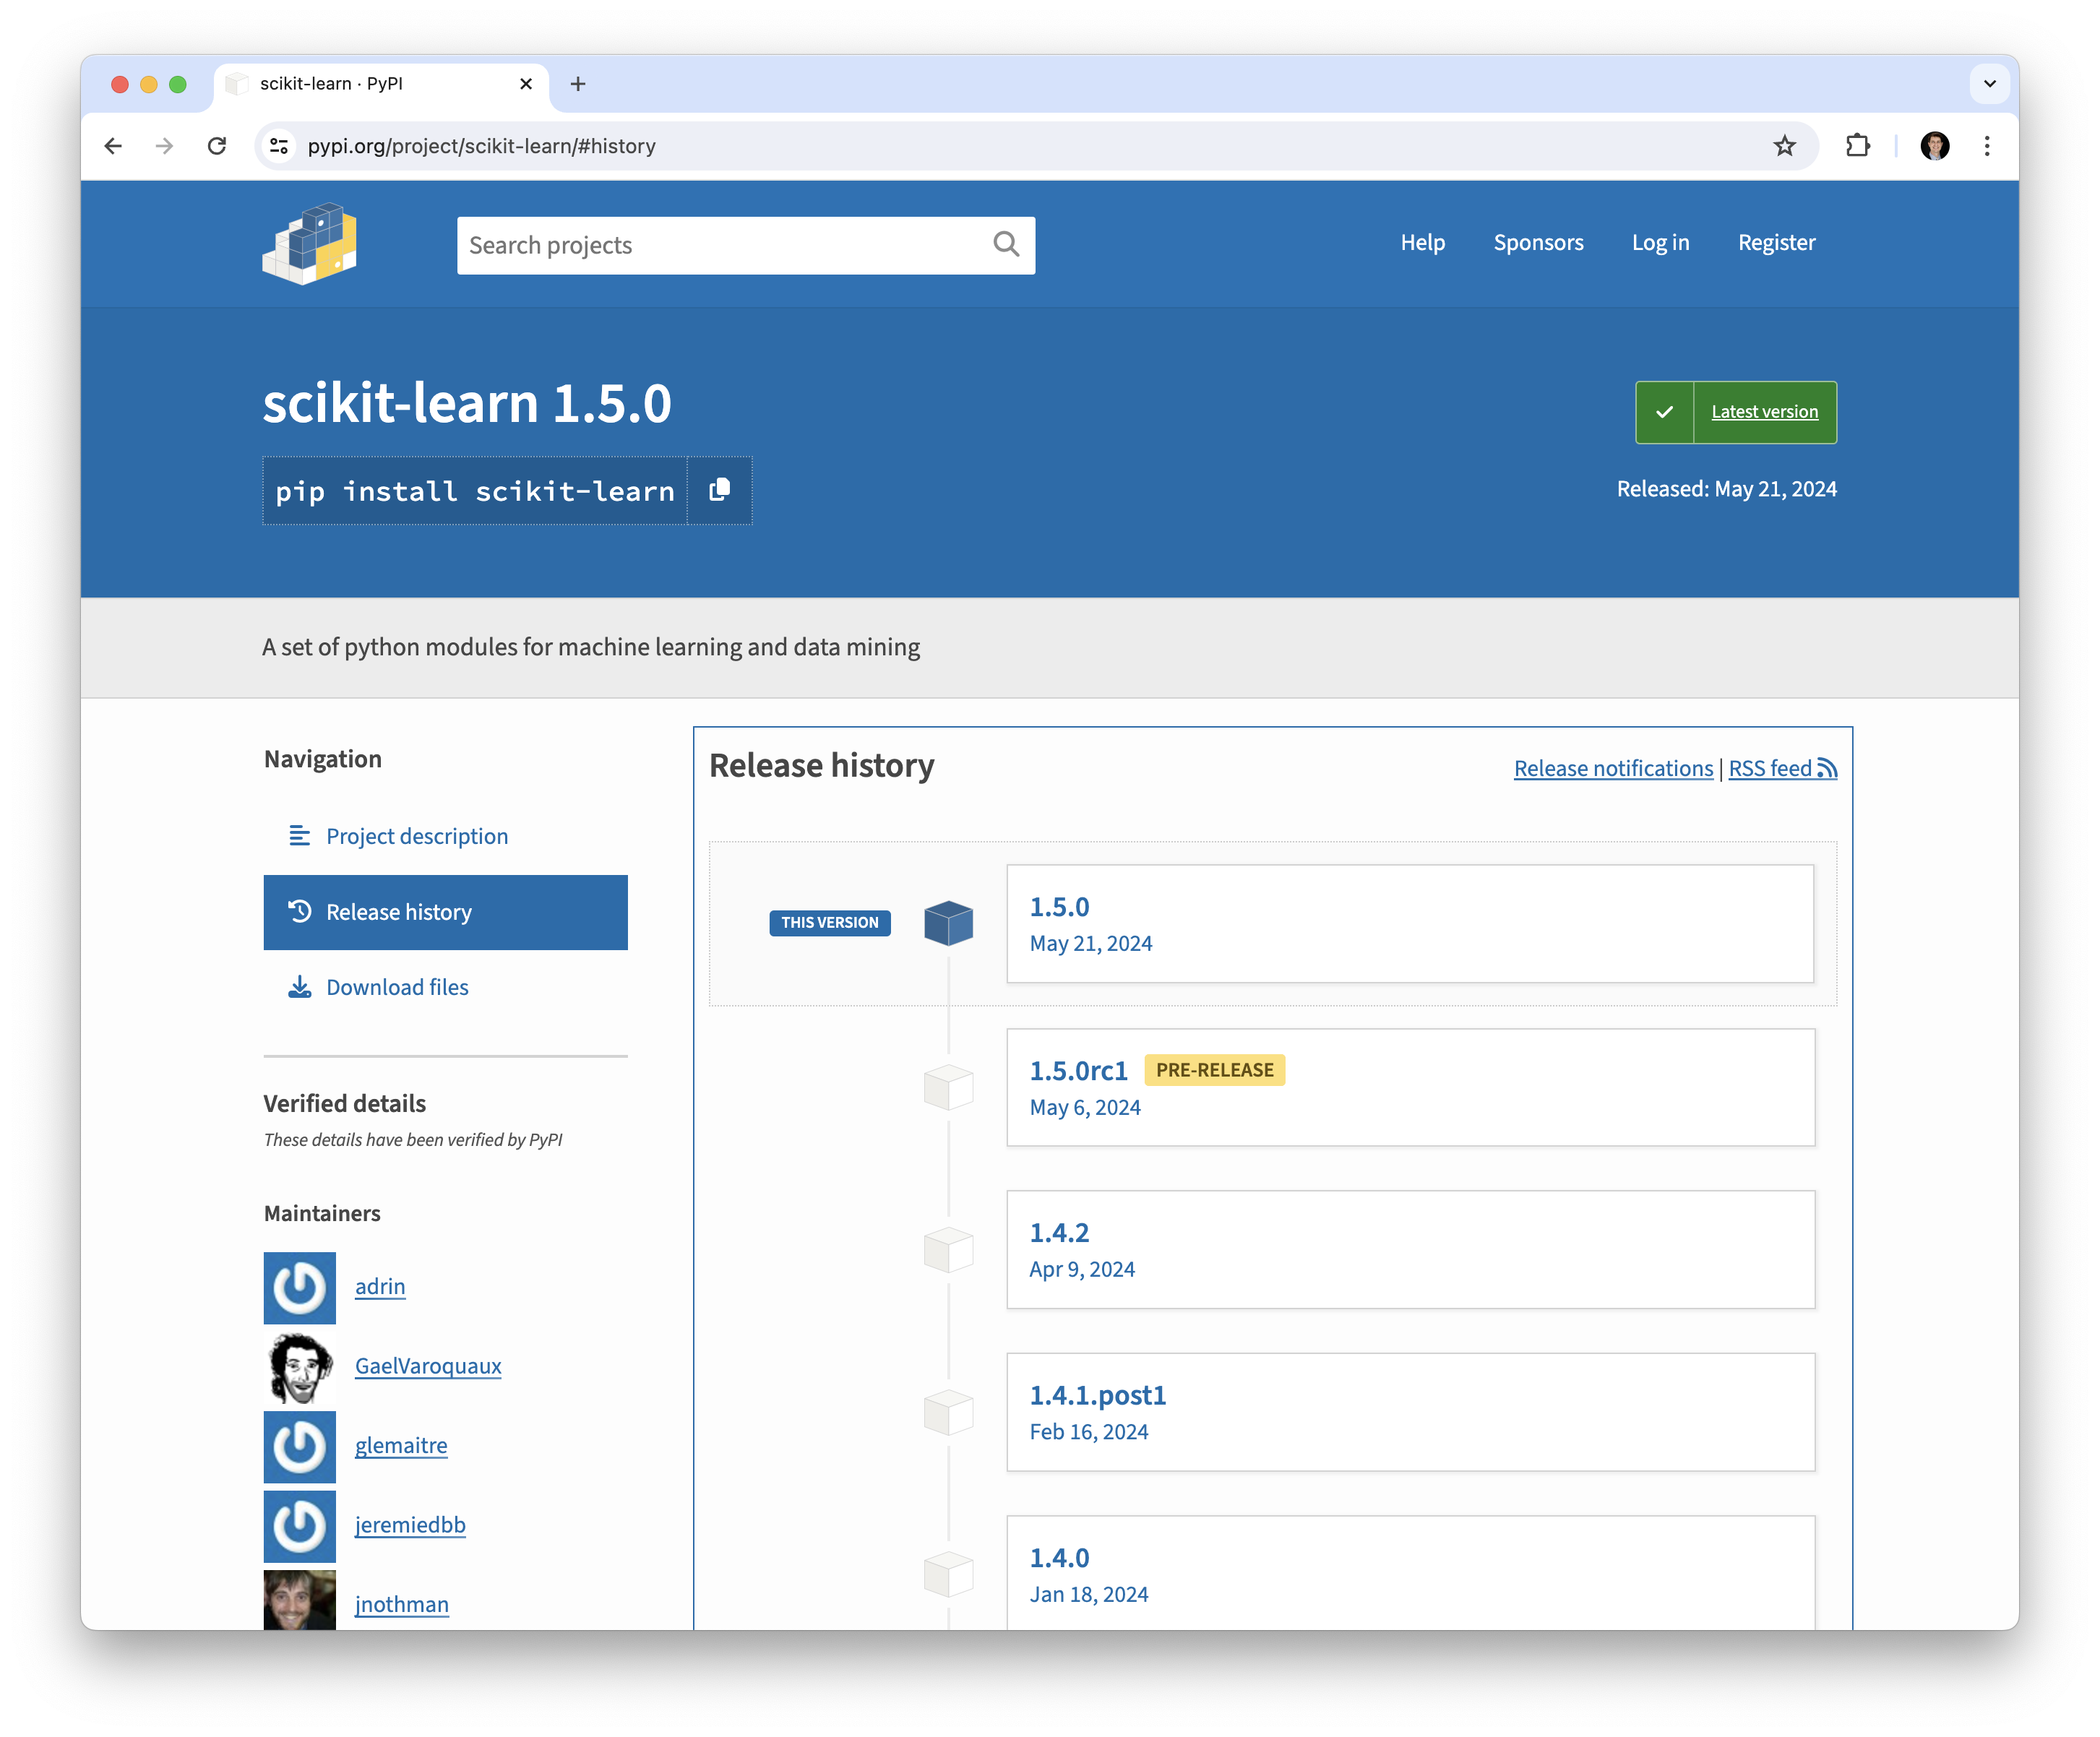 scikit-learn · PyPI
pypi.org/project/scikit-learn/#history
Search projects
Help
Sponsors
Log in
Register
scikit-learn 1.5.0
pip install scikit-learn
Latest version
Released: May 21, 2024
A set of python modules for machine learning and data mining
Navigation
Project description
Release history
Download files
Verified details
These details have been verified by PyPI
Maintainers
adrin
GaelVaroquaux
glemaitre
jeremiedbb
jnothman
Release history
Release notifications | RSS feed
THIS VERSION
1.5.0
May 21, 2024
1.5.0rc1 PRE-RELEASE
May 6, 2024
1.4.2
Apr 9, 2024
1.4.1.post1
Feb 16, 2024
1.4.0
Jan 18, 2024